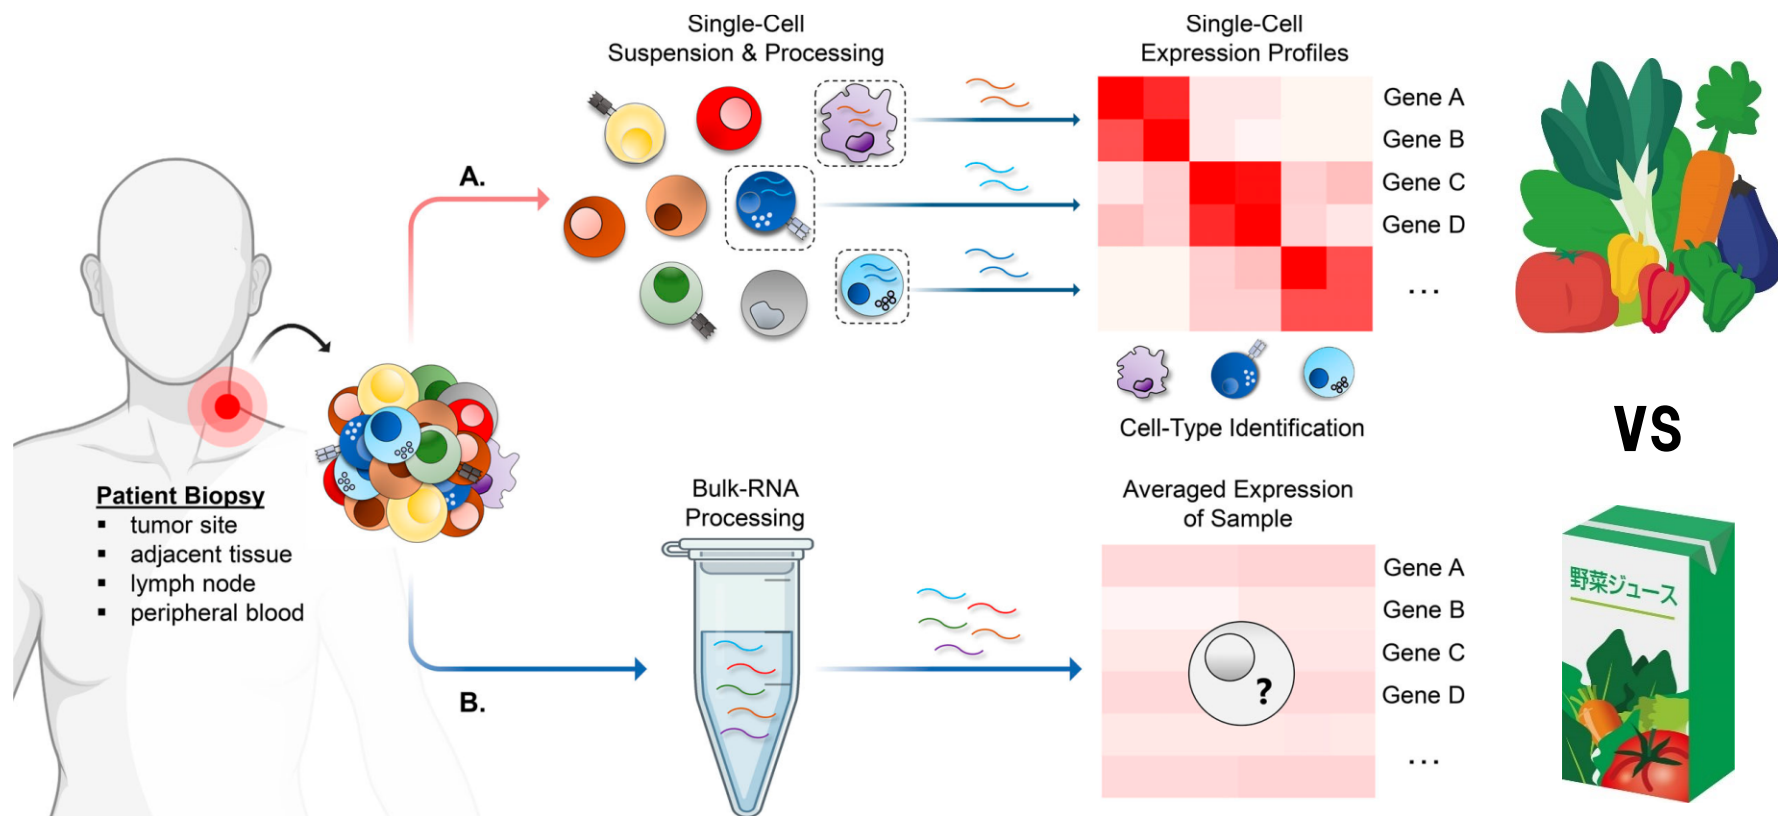 Single-Cell
Suspension & Processing
Single-Cell
Expression Profiles
Gene A
Gene B
Gene C
Gene D
...
A.
Cell-Type Identification
VS
Patient Biopsy
▪ tumor site
▪ adjacent tissue
▪ lymph node
▪ peripheral blood
B.
Bulk-RNA
Processing
Averaged Expression
of Sample
Gene A
Gene B
Gene C
Gene D
...
?
野菜ジュース